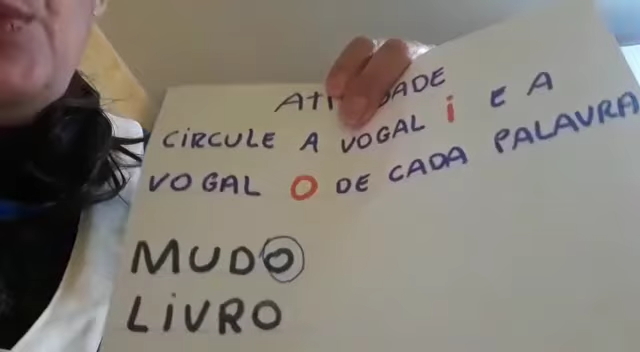 CIRCULE A VOGAL i E A
VOGAL O DE CADA PALAVRA
MUDO
LIVRO